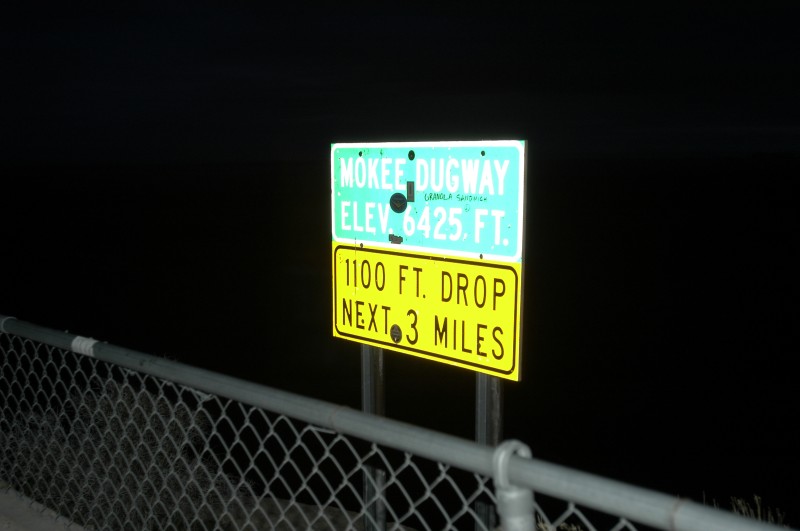 MOKEE DUGWAY
GRANOLA SANDWICH
ELEV. 6425 FT.
1100 FT. DROP
NEXT 3 MILES